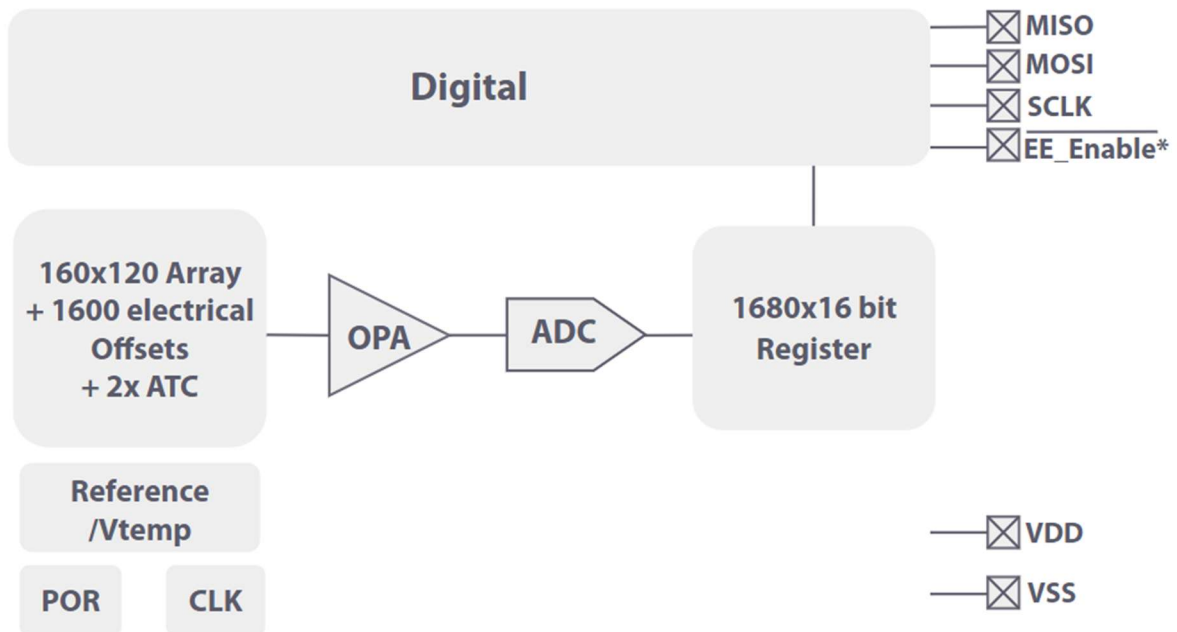 Digital
MISO
MOSI
SCLK
EE_Enable*
160x120 Array
+ 1600 electrical
Offsets
+ 2x ATC
OPA
ADC
1680x16 bit
Register
Reference
/Vtemp
POR
CLK
VDD
VSS